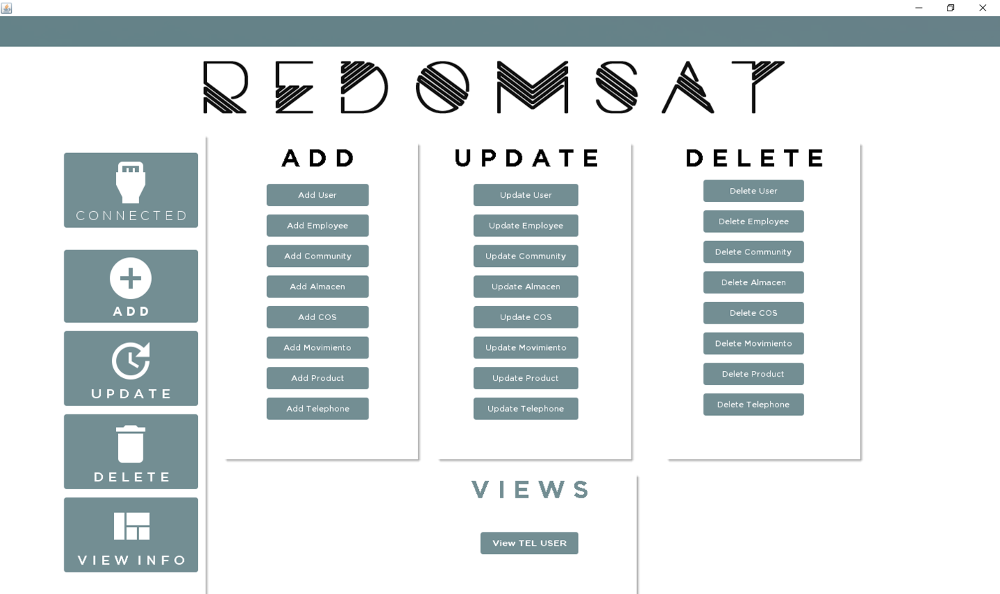 REDOMSAT
CONNECTED
ADD
UPDATE
DELETE
VIEW INFO
ADD
Add User
Add Employee
Add Community
Add Almacen
Add COS
Add Movimiento
Add Product
Add Telephone
UPDATE
Update User
Update Employee
Update Community
Update Almacen
Update COS
Update Movimiento
Update Product
Update Telephone
DELETE
Delete User
Delete Employee
Delete Community
Delete Almacen
Delete COS
Delete Movimiento
Delete Product
Delete Telephone
VIEWS
View TEL USER